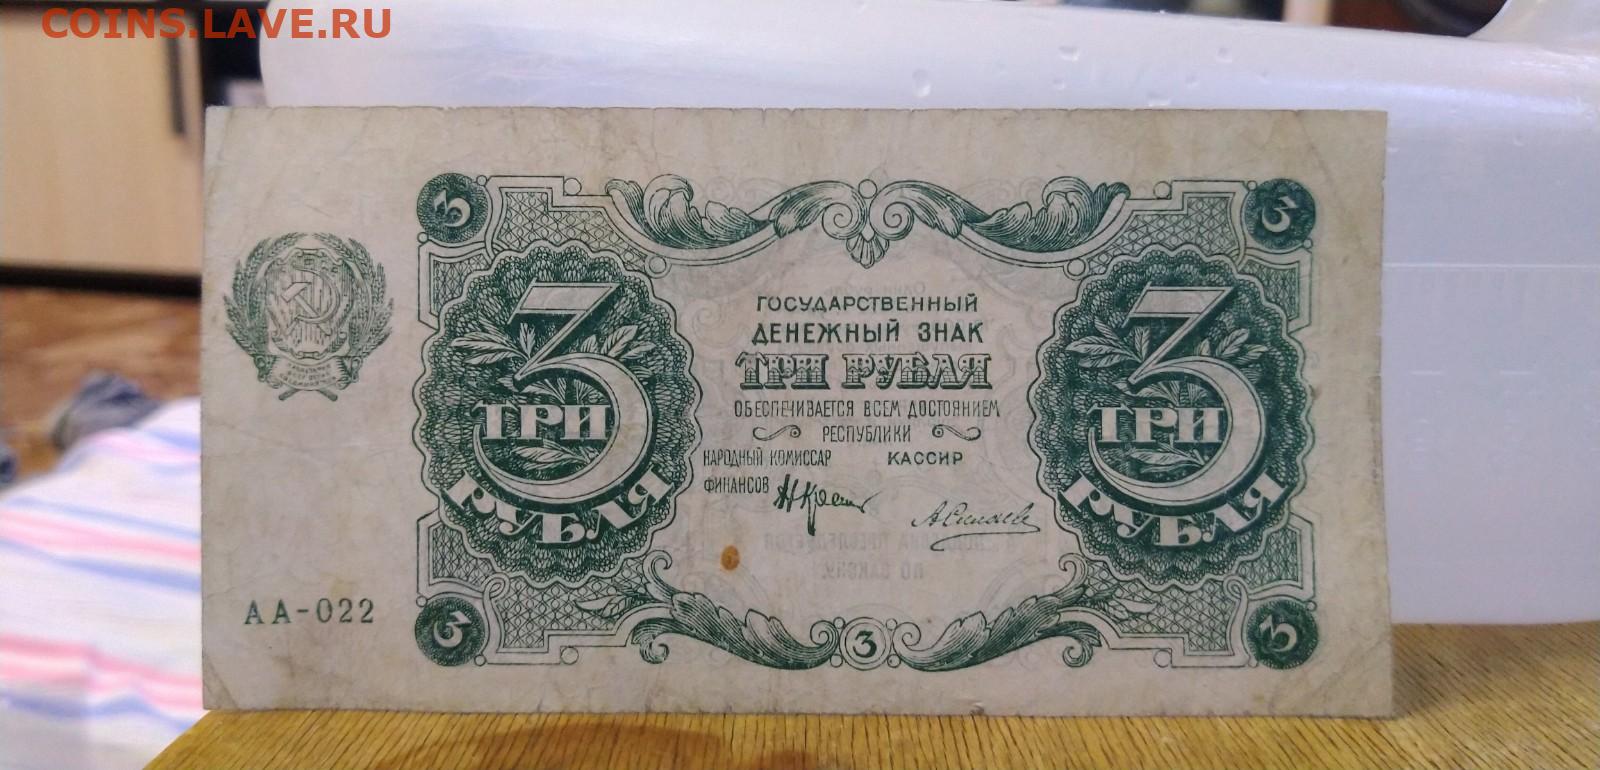 COINS.LAVE.RU
3
3
ГОСУДАРСТВЕННЫЙ
ДЕНЕЖНЫЙ ЗНАК
ТРИ РУБЛЯ
ОБЕСПЕЧИВАЕТСЯ ВСЕМ ДОСТОЯНИЕМ
РЕСПУБЛИКИ
НАРОДНЫЙ КОМИССАР
ФИНАНСОВ
КАССИР
3
ТРИ
РУБЛЯ
3
ТРИ
РУБЛЯ
АА-022
3
3
3